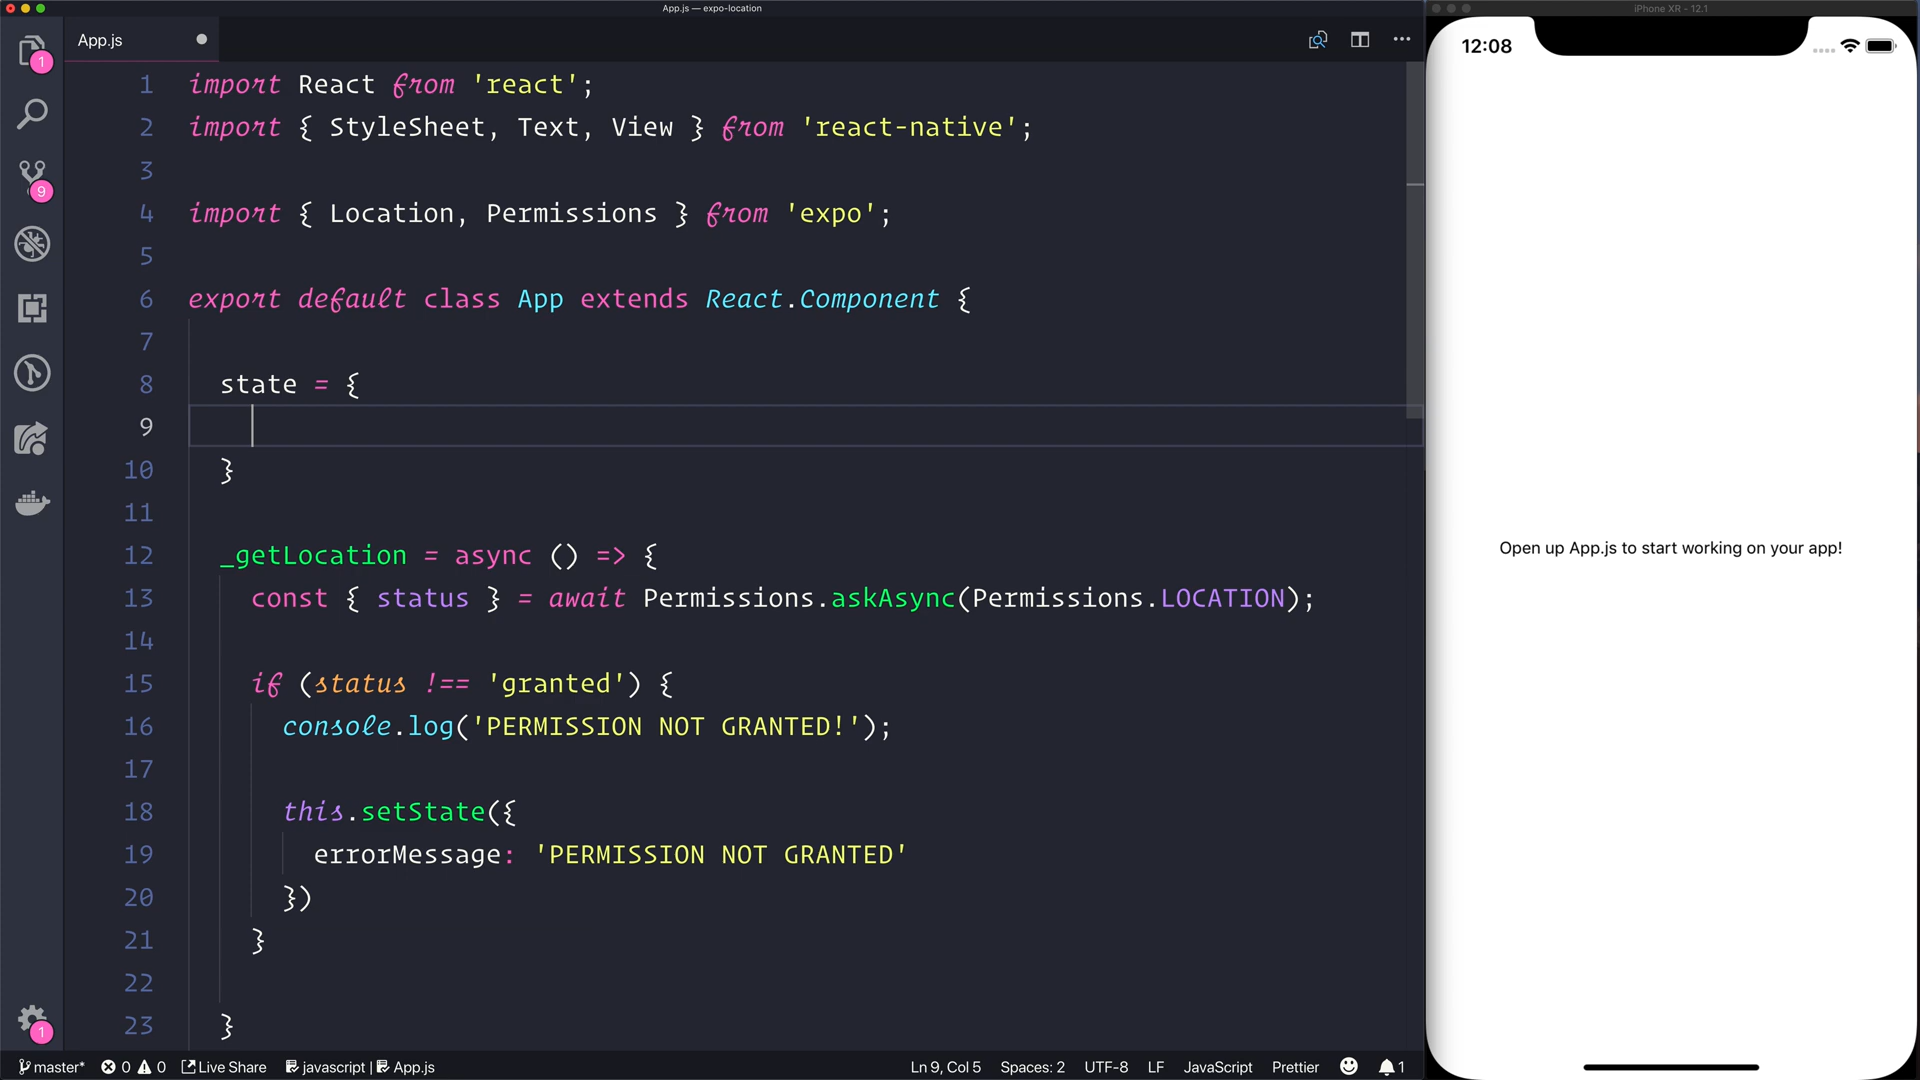 App.js — expo-location
App.js
1 import React from 'react';
2 import { StyleSheet, Text, View } from 'react-native';
3
4 import { Location, Permissions } from 'expo';
5
6 export default class App extends React.Component {
7
8 state = {
9
10 }
11
12 _getLocation = async () => {
13 const { status } = await Permissions.askAsync(Permissions.LOCATION);
14
15 if (status !== 'granted') {
16 console.log('PERMISSION NOT GRANTED!');
17
18 this.setState({
19 errorMessage: 'PERMISSION NOT GRANTED'
20 })
21 }
22
23 }
1
9
1
master* 0 0 Live Share javascript | App.js Ln 9, Col 5 Spaces: 2 UTF-8 LF JavaScript Prettier 1
iPhone XR - 12.1
12:08
Open up App.js to start working on your app!